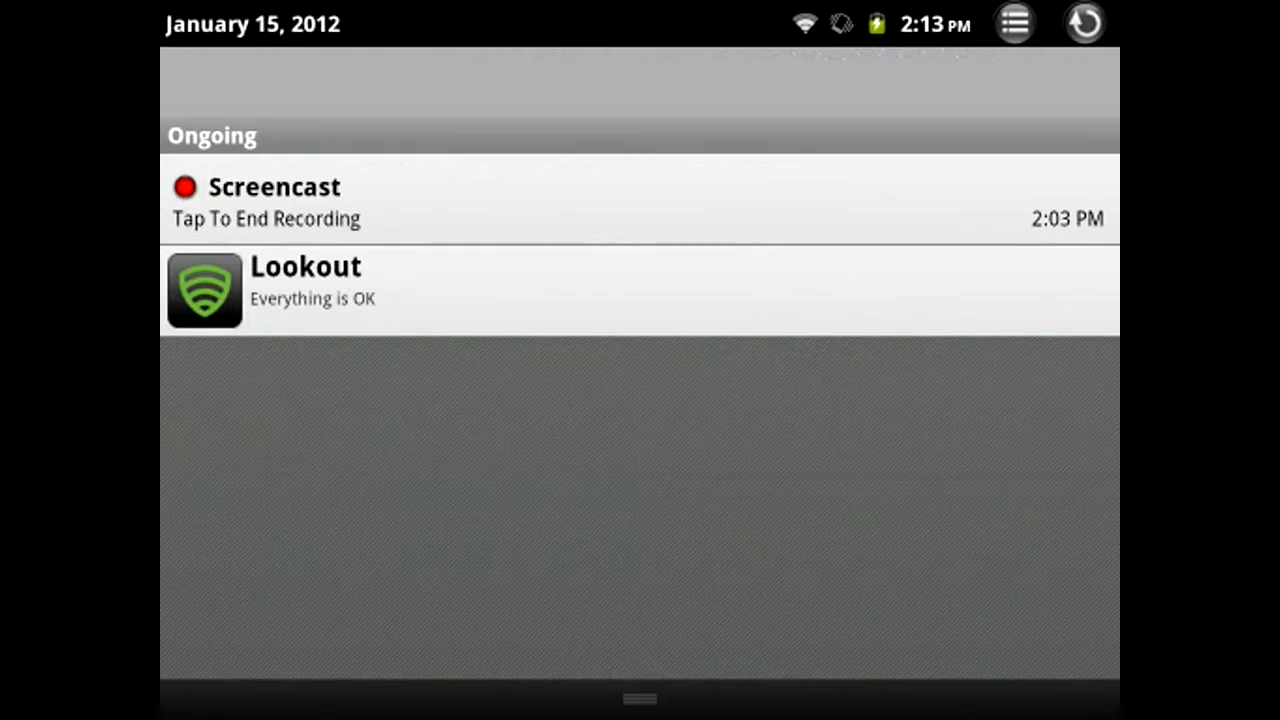 January 15, 2012
2:13 PM
Ongoing
Screencast
Tap To End Recording
2:03 PM
Lookout
Everything is OK